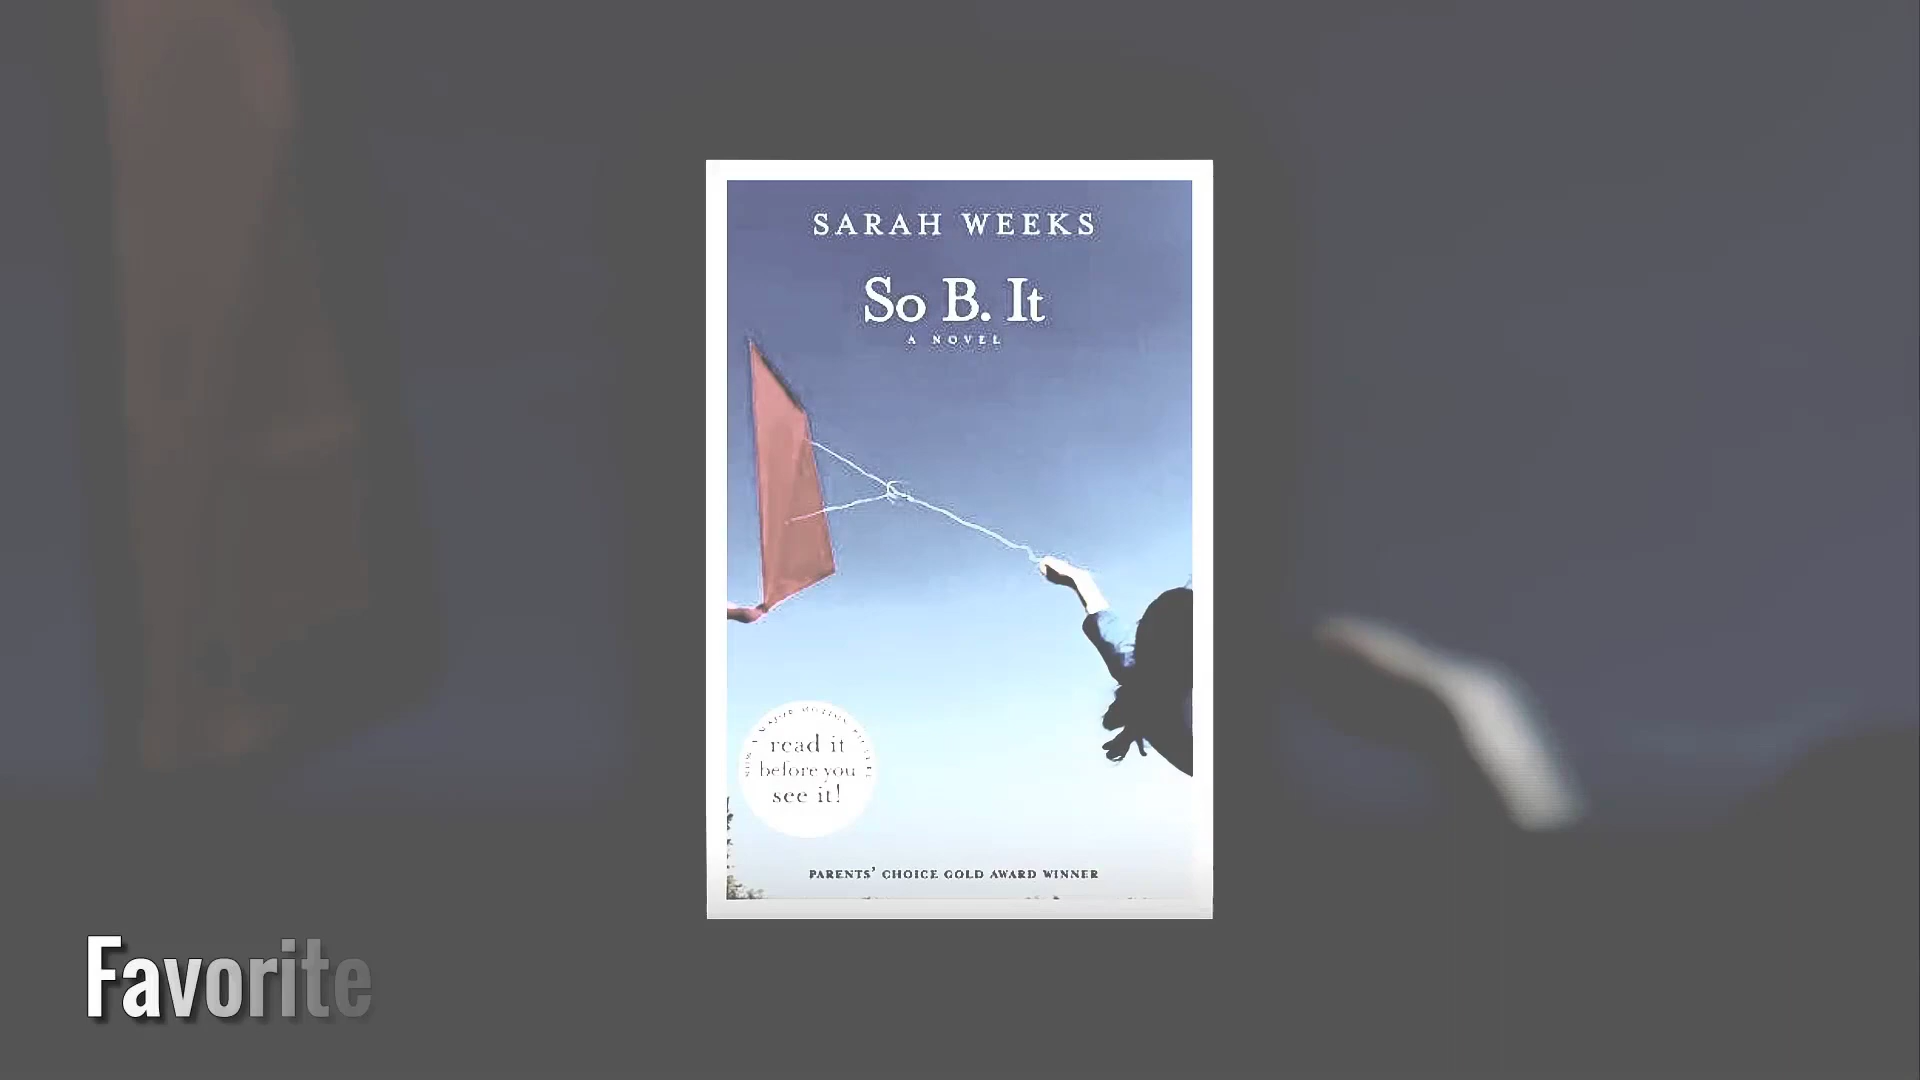 SARAH WEEKS
So B. It
A NOVEL
read it
before you
see it!
PARENTS' CHOICE GOLD AWARD WINNER
Favorite